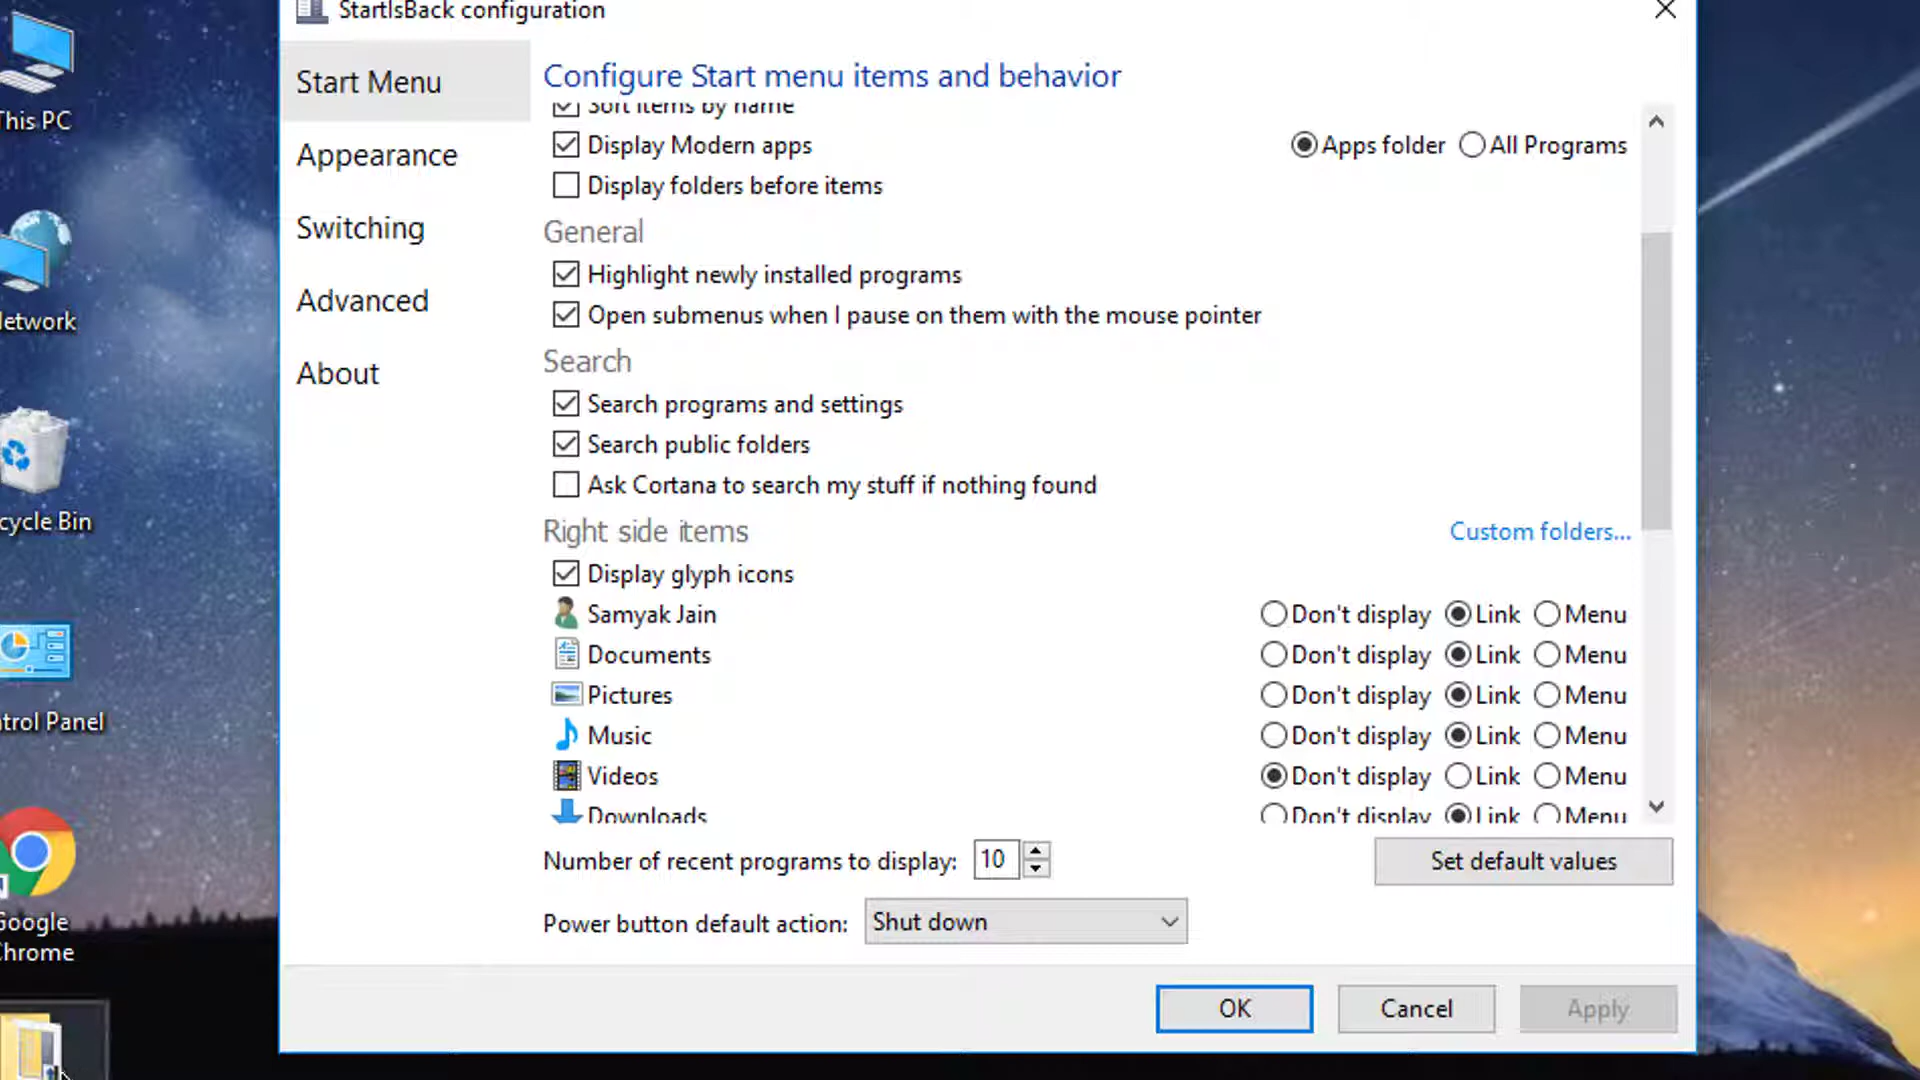 StartIsBack configuration
Start Menu
Appearance
Switching
Advanced
About
Configure Start menu items and behavior
Sort items by name
Display Modern apps
Apps folder
All Programs
Display folders before items
General
Highlight newly installed programs
Open submenus when I pause on them with the mouse pointer
Search
Search programs and settings
Search public folders
Ask Cortana to search my stuff if nothing found
Right side items
Custom folders...
Display glyph icons
Samyak Jain
Don't display Link Menu
Documents
Don't display Link Menu
Pictures
Don't display Link Menu
Music
Don't display Link Menu
Videos
Don't display Link Menu
Downloads
Don't display Link Menu
Number of recent programs to display: 10
Set default values
Power button default action: Shut down
OK
Cancel
Apply
This PC
etwork
cycle Bin
trol Panel
Google
Chrome